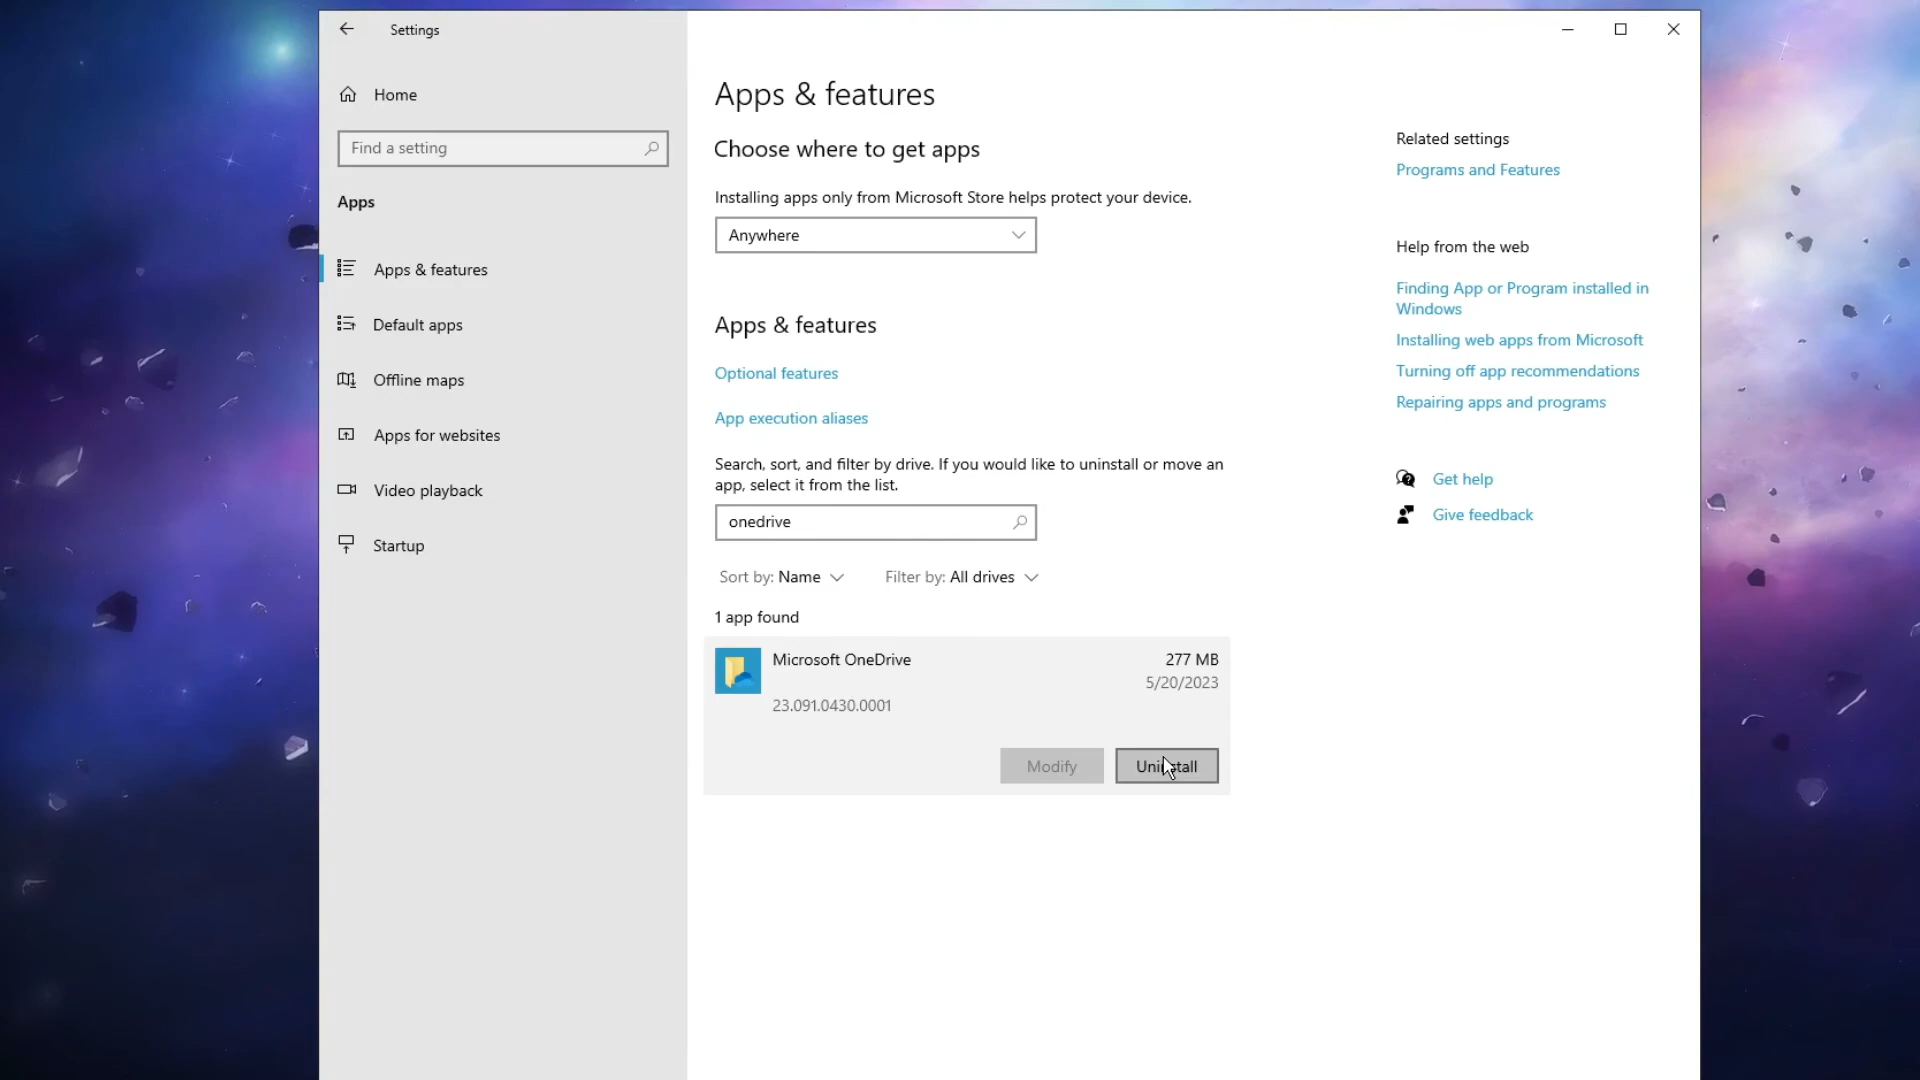 Settings
Home
Find a setting
Apps
Apps & features
Default apps
Offline maps
Apps for websites
Video playback
Startup
Apps & features
Choose where to get apps
Installing apps only from Microsoft Store helps protect your device.
Anywhere
Apps & features
Optional features
App execution aliases
Search, sort, and filter by drive. If you would like to uninstall or move an
app, select it from the list.
onedrive
Sort by: Name
Filter by: All drives
1 app found
Microsoft OneDrive
277 MB
5/20/2023
23.091.0430.0001
Modify
Uninstall
Related settings
Programs and Features
Help from the web
Finding App or Program installed in
Windows
Installing web apps from Microsoft
Turning off app recommendations
Repairing apps and programs
Get help
Give feedback